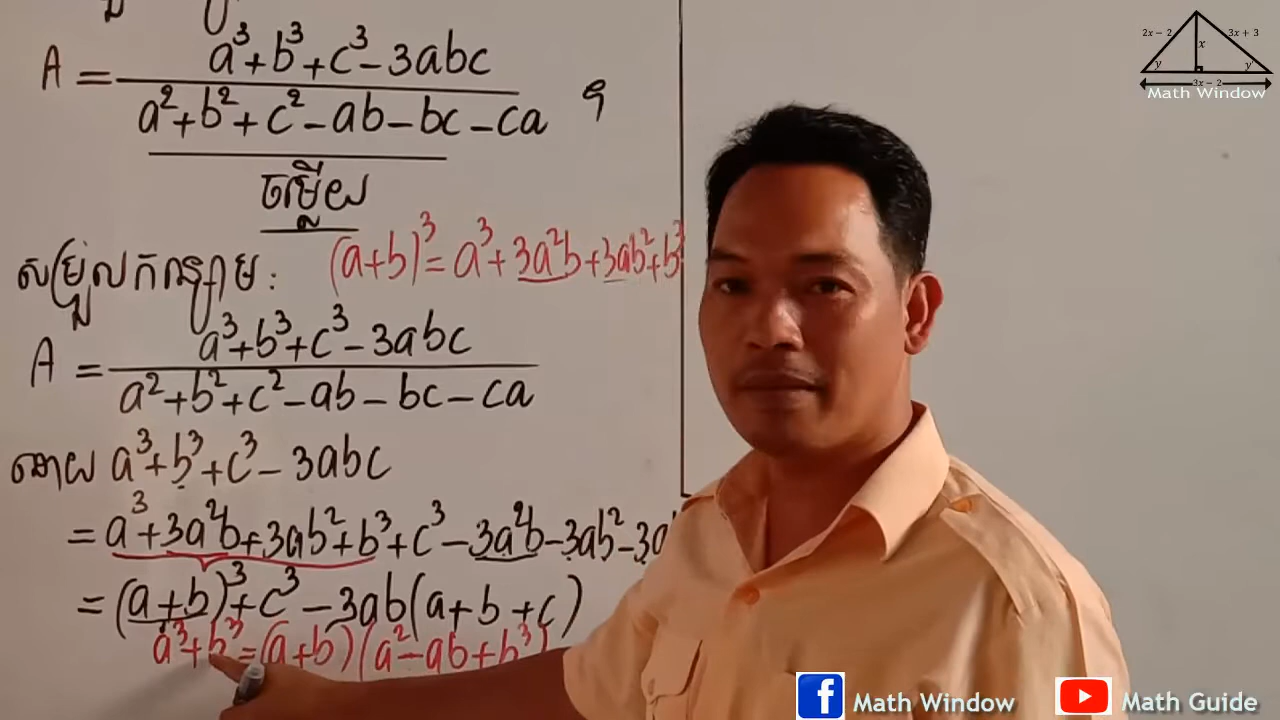 A = \frac{a³+b³+c³-3abc}{a²+b²+c²-ab-bc-ca} ។
ចម្លើយ
សម្រួលកន្សោម:
(a+b)³=a³+3a²b+3ab²+b³
A = \frac{a³+b³+c³-3abc}{a²+b²+c²-ab-bc-ca}
ដោយ a³+b³+c³-3abc
=a³+3a²b+3ab²+b³+c³-3a²b-3ab²-3a
=(a+b)³+c³-3ab(a+b+c)
a³+b³=(a+b)(a²-ab+b³)
2x-2
3x+3
x
y
y
3x-2
Math Window
Math Window
Math Guide